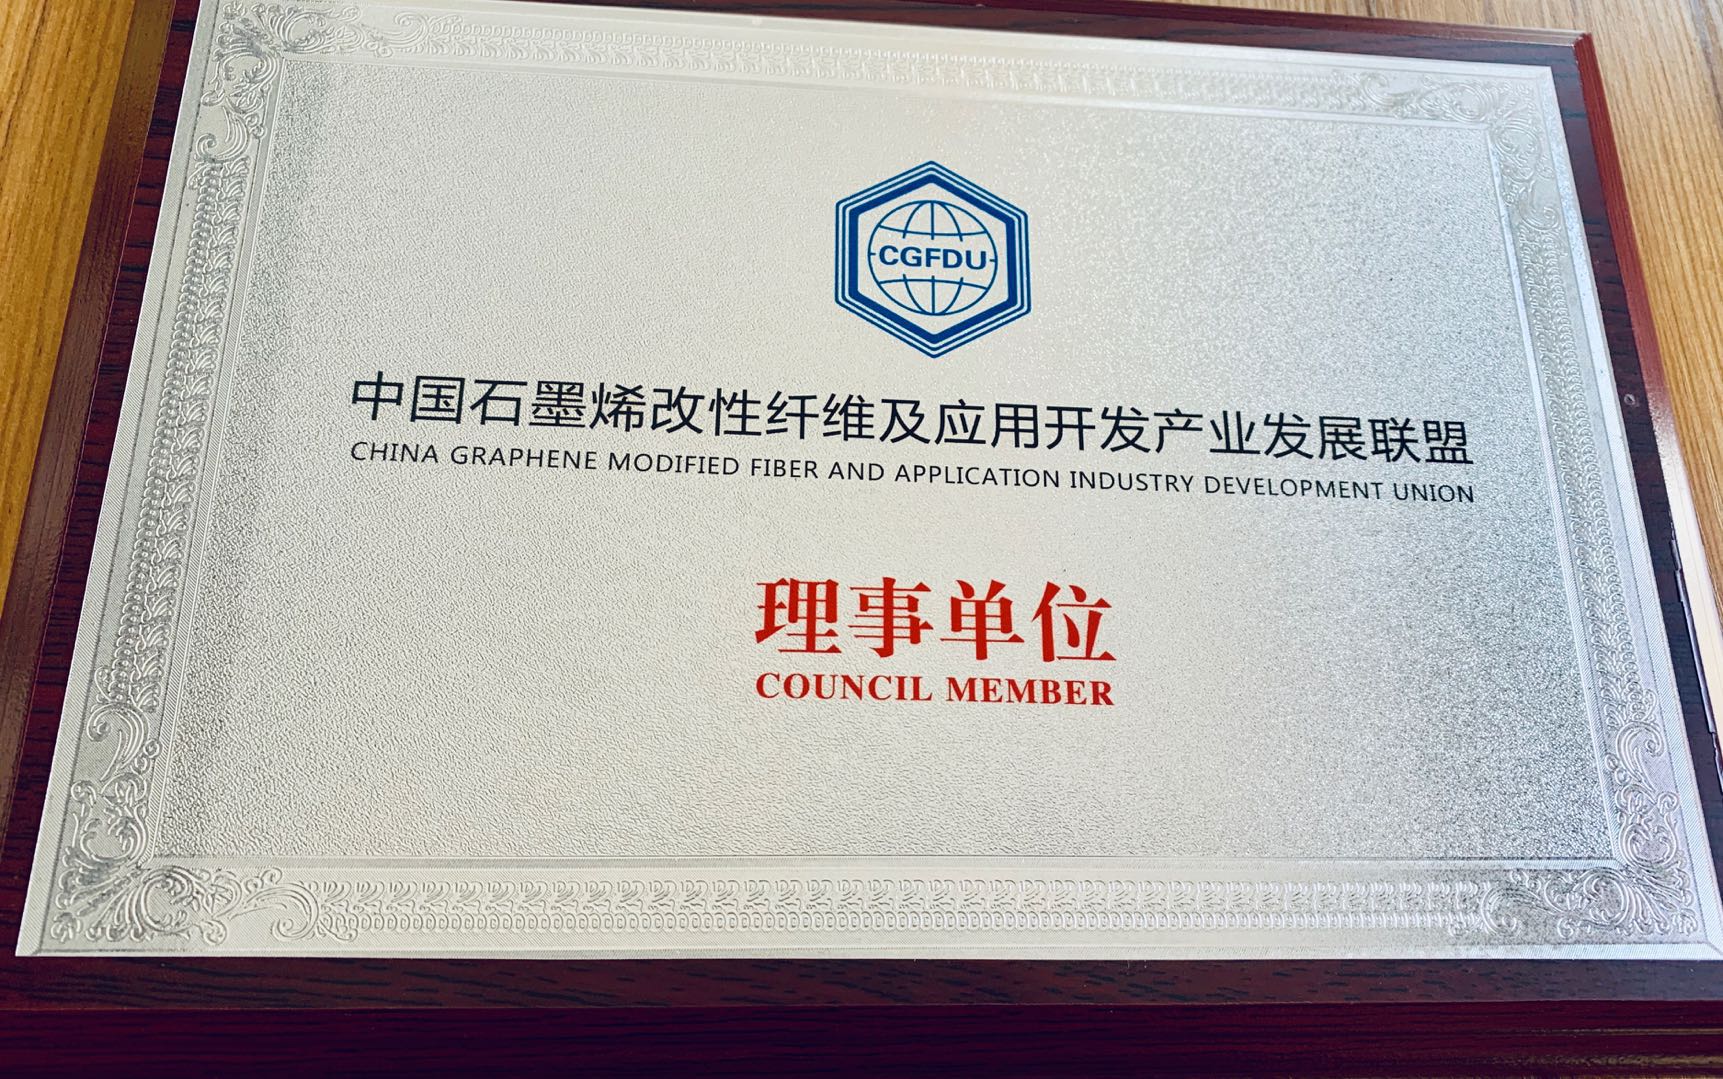 CGFDU
中国石墨烯改性纤维及应用开发产业发展联盟
CHINA GRAPHENE MODIFIED FIBER AND APPLICATION INDUSTRY DEVELOPMENT UNION
理事单位
COUNCIL MEMBER